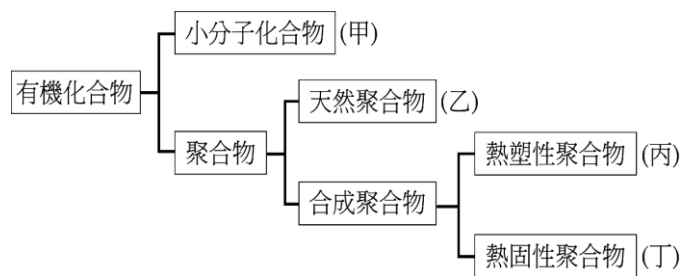 小分子化合物 (甲)
有機化合物
天然聚合物 (乙)
聚合物
熱塑性聚合物 (丙)
合成聚合物
熱固性聚合物 (丁)